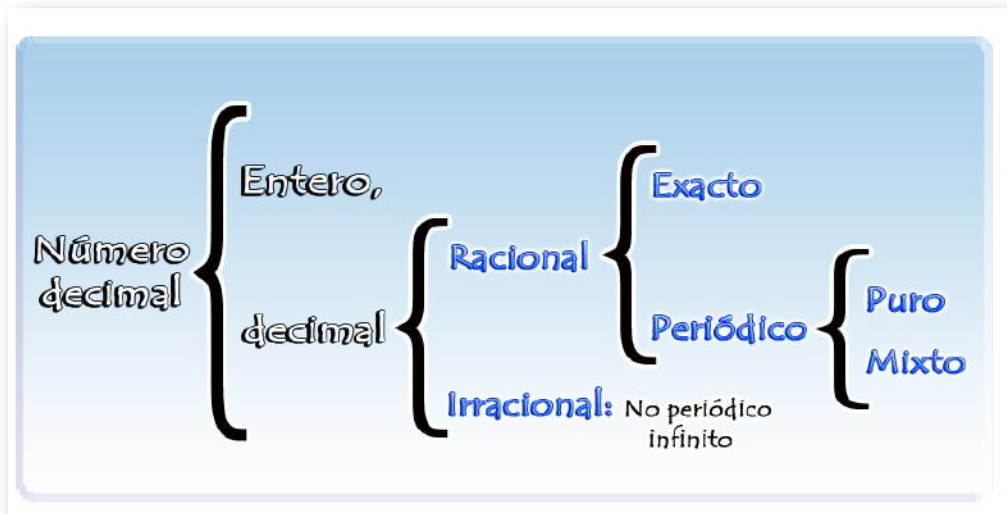 Número
decimal
Entero,
decimal
Racional
Irracional: No periódico
infinito
Exacto
Periódico
Puro
Mixto